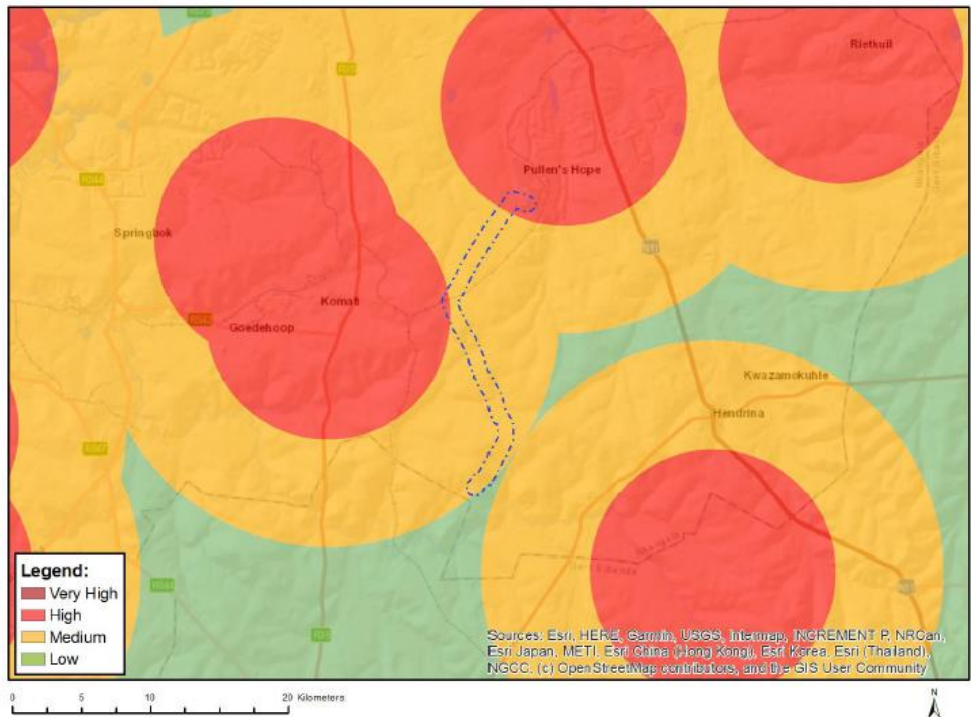 Rietkuil
Pullen's Hope
Springbok
Komati
Goedehoop
Kwazamokuhle
Hendrina
N11
Legend:
Very High
High
Medium
Low
Sources: Esri, HERE, Garmin, USGS, Intermap, INCREMENT P, NRCan,
Esri Japan, METI, Esri China (Hong Kong), Esri Korea, Esri (Thailand),
NGCC, (c) OpenStreetMap contributors, and the GIS User Community
0 5 10 20 Kilometers
N